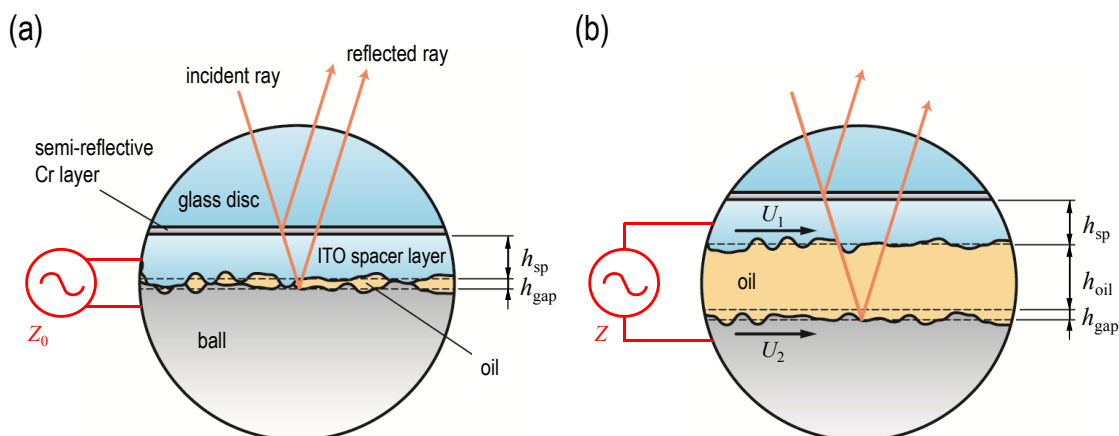 (a)
incident ray
reflected ray
semi-reflective
Cr layer
glass disc
ITO spacer layer
h_sp
h_gap
Z_0
ball
oil
(b)
U_1
h_sp
oil
h_oil
Z
U_2
h_gap